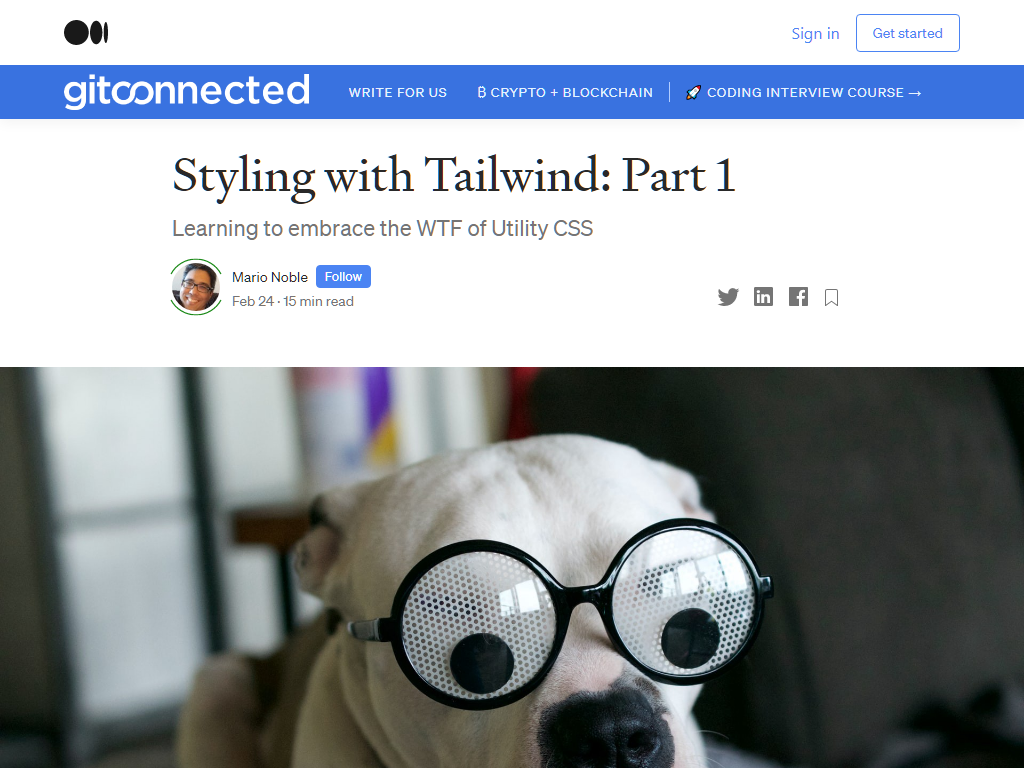 Sign in
Get started
gitconnected
WRITE FOR US
₿ CRYPTO + BLOCKCHAIN
🚀 CODING INTERVIEW COURSE →
Styling with Tailwind: Part 1
Learning to embrace the WTF of Utility CSS
Mario Noble
Follow
Feb 24 · 15 min read